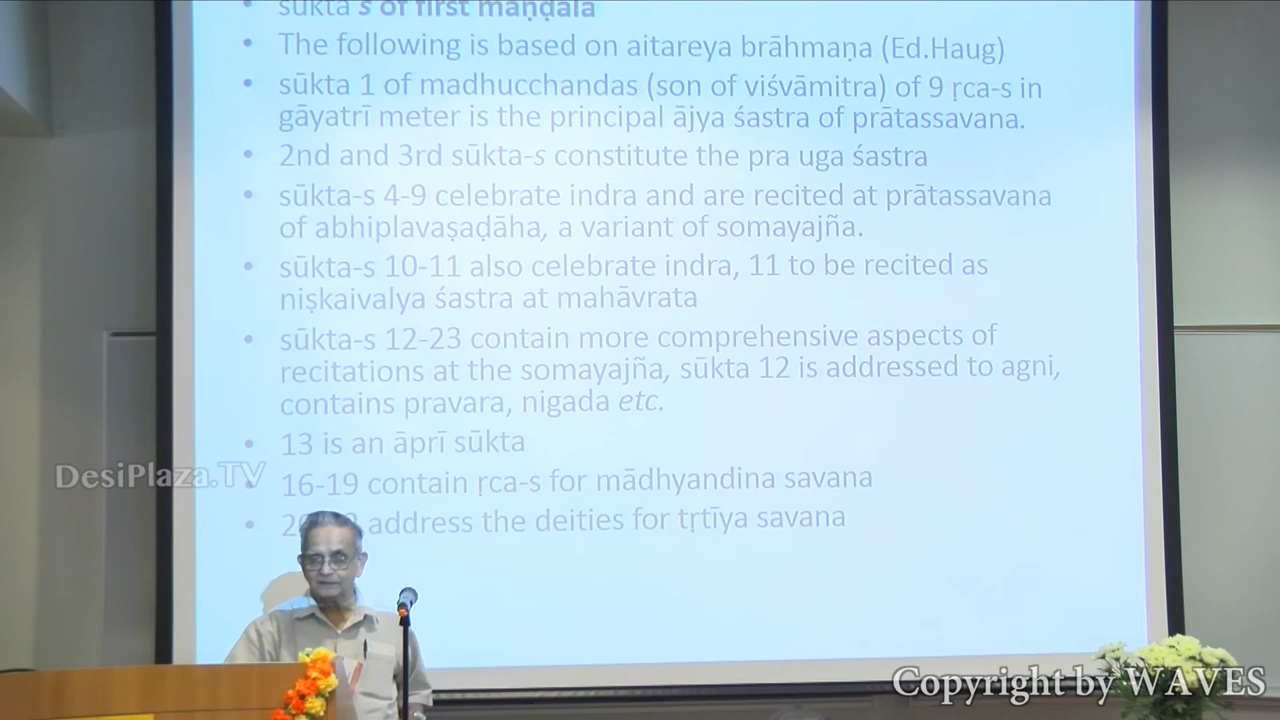 • sūkta s of first maṇḍala
• The following is based on aitareya brāhmaṇa (Ed.Haug)
• sūkta 1 of madhucchandas (son of viśvāmitra) of 9 ṛca-s in
gāyatrī meter is the principal ājya śastra of prātassavana.
• 2nd and 3rd sūkta-s constitute the pra uga śastra
• sūkta-s 4-9 celebrate indra and are recited at prātassavana
of abhiplavaṣaḍāha, a variant of somayajña.
• sūkta-s 10-11 also celebrate indra, 11 to be recited as
niṣkaivalya śastra at mahāvrata
• sūkta-s 12-23 contain more comprehensive aspects of
recitations at the somayajña, sūkta 12 is addressed to agni,
contains pravara, nigada etc.
• 13 is an āprī sūkta
DesiPlaza.TV
• 16-19 contain ṛca-s for mādhyandina savana
• address the deities for tṛtīya savana
Copyright by WAVES